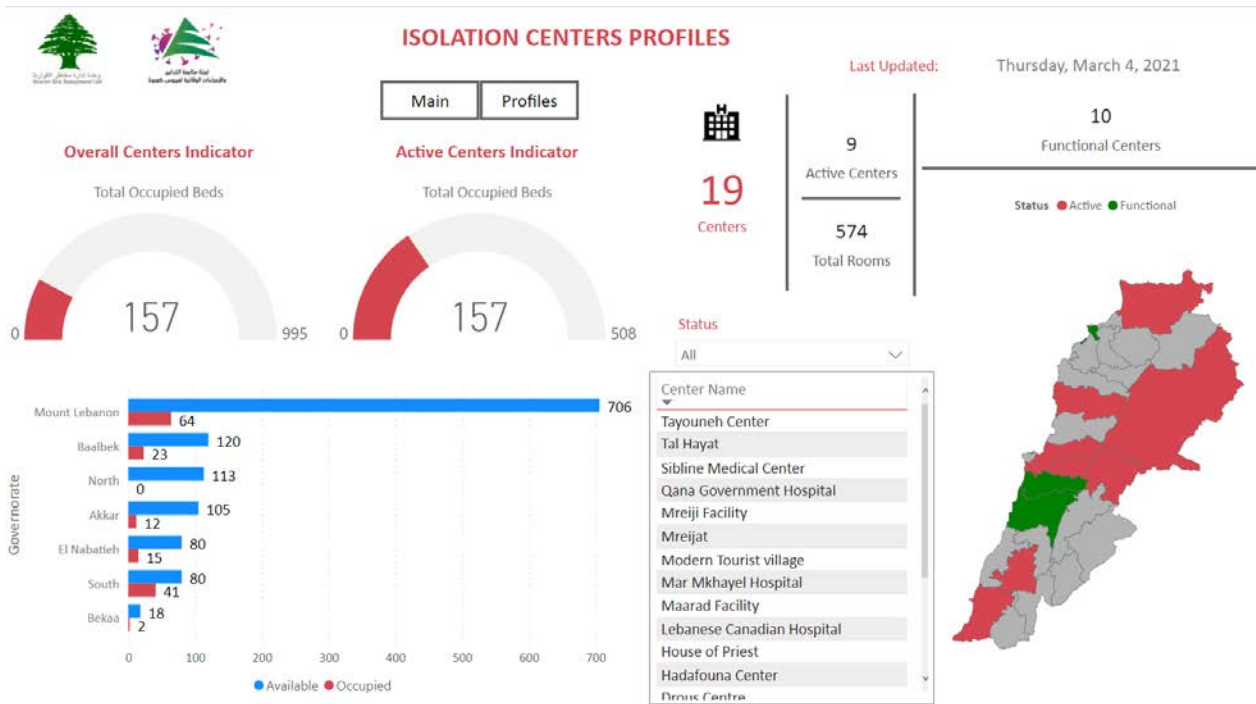 ISOLATION CENTERS PROFILES
Main
Profiles
Last Updated:
Thursday, March 4, 2021
19
Centers
9
Active Centers
574
Total Rooms
10
Functional Centers
Status Active Functional
Overall Centers Indicator
Total Occupied Beds
157
0
995
Active Centers Indicator
Total Occupied Beds
157
0
508
Governorate
Mount Lebanon
706
64
Baalbek
120
23
North
113
0
Akkar
105
12
El Nabatieh
80
15
South
80
41
Bekaa
18
2
0 100 200 300 400 500 600 700
Available Occupied
Status
All
Center Name
Tayouneh Center
Tal Hayat
Sibline Medical Center
Qana Government Hospital
Mreiji Facility
Mreijat
Modern Tourist village
Mar Mkhayel Hospital
Maarad Facility
Lebanese Canadian Hospital
House of Priest
Hadafouna Center
Drous Centre